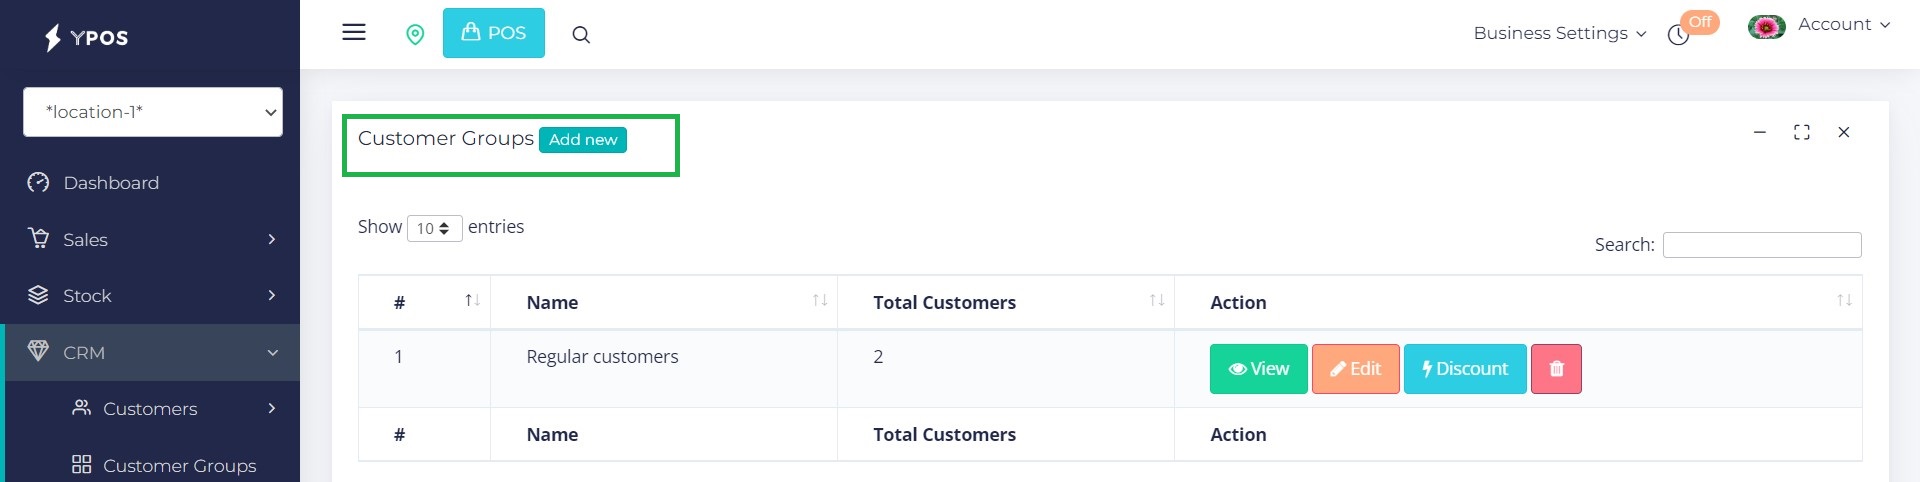 YPOS
POS
Business Settings
Off
Account
*location-1*
Customer Groups Add new
Dashboard
Show 10 entries
Sales
Search:
Stock
# Name Total Customers Action
CRM
1 Regular customers 2 View Edit Discount
Customers
# Name Total Customers Action
Customer Groups